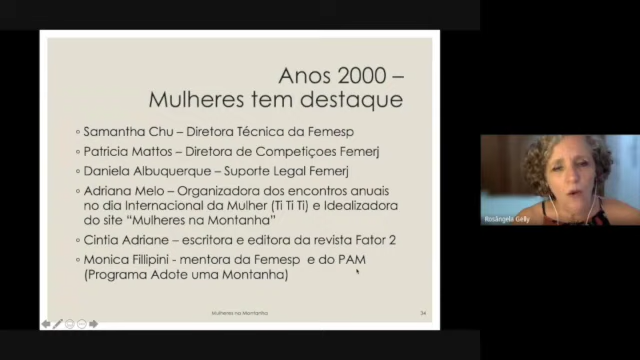 Anos 2000 –
Mulheres tem destaque
◦ Samantha Chu – Diretora Técnica da Femesp
◦ Patricia Mattos – Diretora de Competiçoes Femerj
◦ Daniela Albuquerque – Suporte Legal Femerj
◦ Adriana Melo – Organizadora dos encontros anuais
no dia Internacional da Mulher (Ti Ti Ti) e Idealizadora
do site “Mulheres na Montanha”
◦ Cintia Adriane – escritora e editora da revista Fator 2
◦ Monica Fillipini - mentora da Femesp e do PAM
(Programa Adote uma Montanha)
Mulheres na Montanha
34
Rosângela Gelly